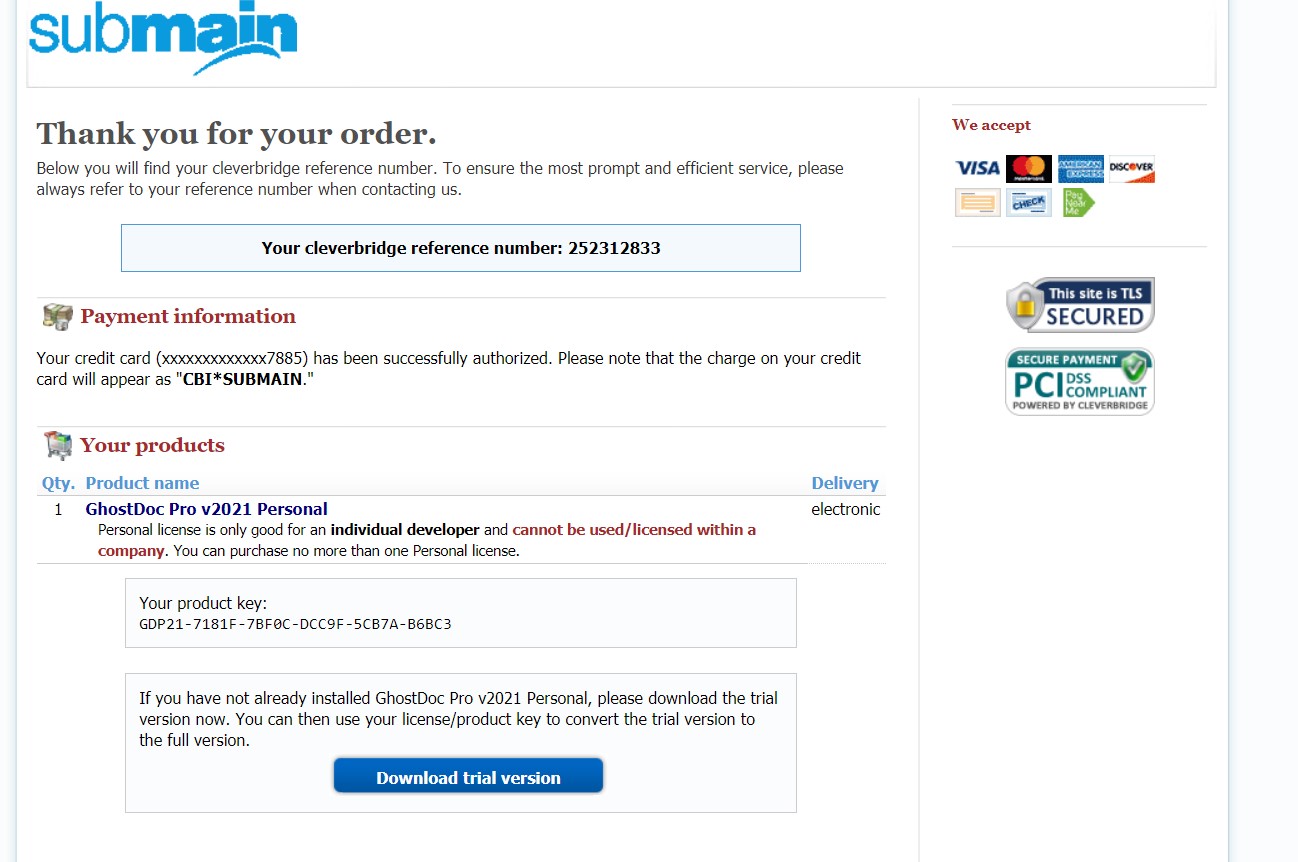 submain
Thank you for your order.
Below you will find your cleverbridge reference number. To ensure the most prompt and efficient service, please
always refer to your reference number when contacting us.
Your cleverbridge reference number: 252312833
Payment information
Your credit card (xxxxxxxxxxxxx7885) has been successfully authorized. Please note that the charge on your credit
card will appear as "CBI*SUBMAIN."
Your products
Qty. Product name Delivery
1 GhostDoc Pro v2021 Personal electronic
Personal license is only good for an individual developer and cannot be used/licensed within a
company. You can purchase no more than one Personal license.
Your product key:
GDP21-7181F-7BF0C-DCC9F-5CB7A-B6BC3
If you have not already installed GhostDoc Pro v2021 Personal, please download the trial
version now. You can then use your license/product key to convert the trial version to
the full version.
Download trial version
We accept
VISA mastercard AMERICAN EXPRESS DISCOVER
CHECK Pay Near Me
This site is TLS
SECURED
SECURE PAYMENT
PCI DSS COMPLIANT
POWERED BY CLEVERBRIDGE